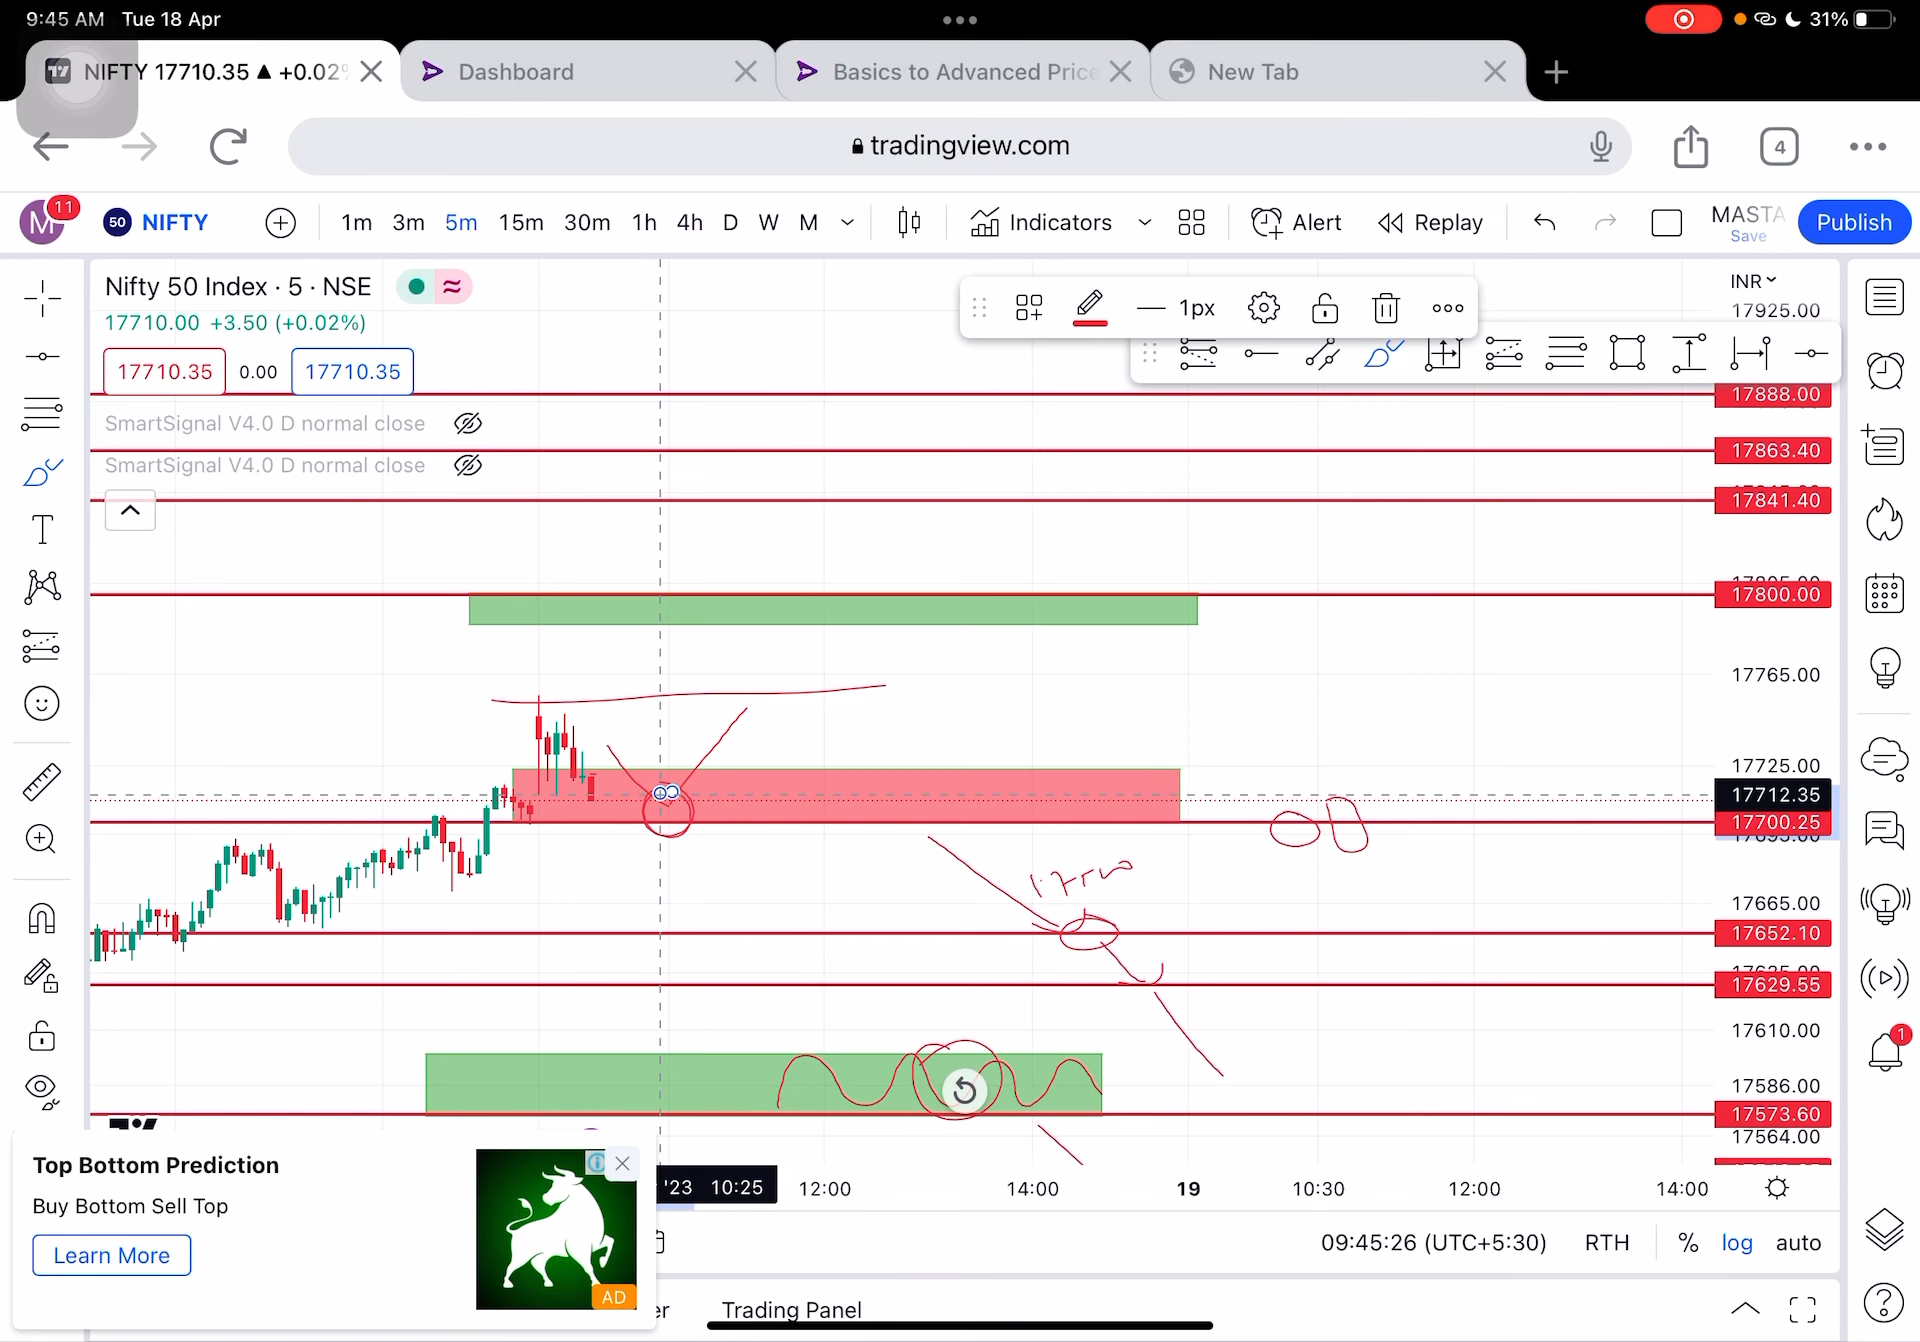 9:45 AM Tue 18 Apr
31%
NIFTY 17710.35 ▲ +0.02%
Dashboard
Basics to Advanced Price
New Tab
tradingview.com
4
M
11
50 NIFTY
1m 3m 5m 15m 30m 1h 4h D W M
Indicators
Alert
Replay
MASTA
Save
Publish
Nifty 50 Index · 5 · NSE
17710.00 +3.50 (+0.02%)
17710.35 0.00 17710.35
SmartSignal V4.0 D normal close
SmartSignal V4.0 D normal close
1px
INR
17925.00
17888.00
17863.40
17841.40
17800.00
17765.00
17725.00
17712.35
17700.25
17665.00
17652.10
17629.55
17610.00
17586.00
17573.60
17564.00
1
'23 10:25 12:00 14:00 19 10:30 12:00 14:00
09:45:26 (UTC+5:30) RTH % log auto
Top Bottom Prediction
Buy Bottom Sell Top
Learn More
AD
er
Trading Panel